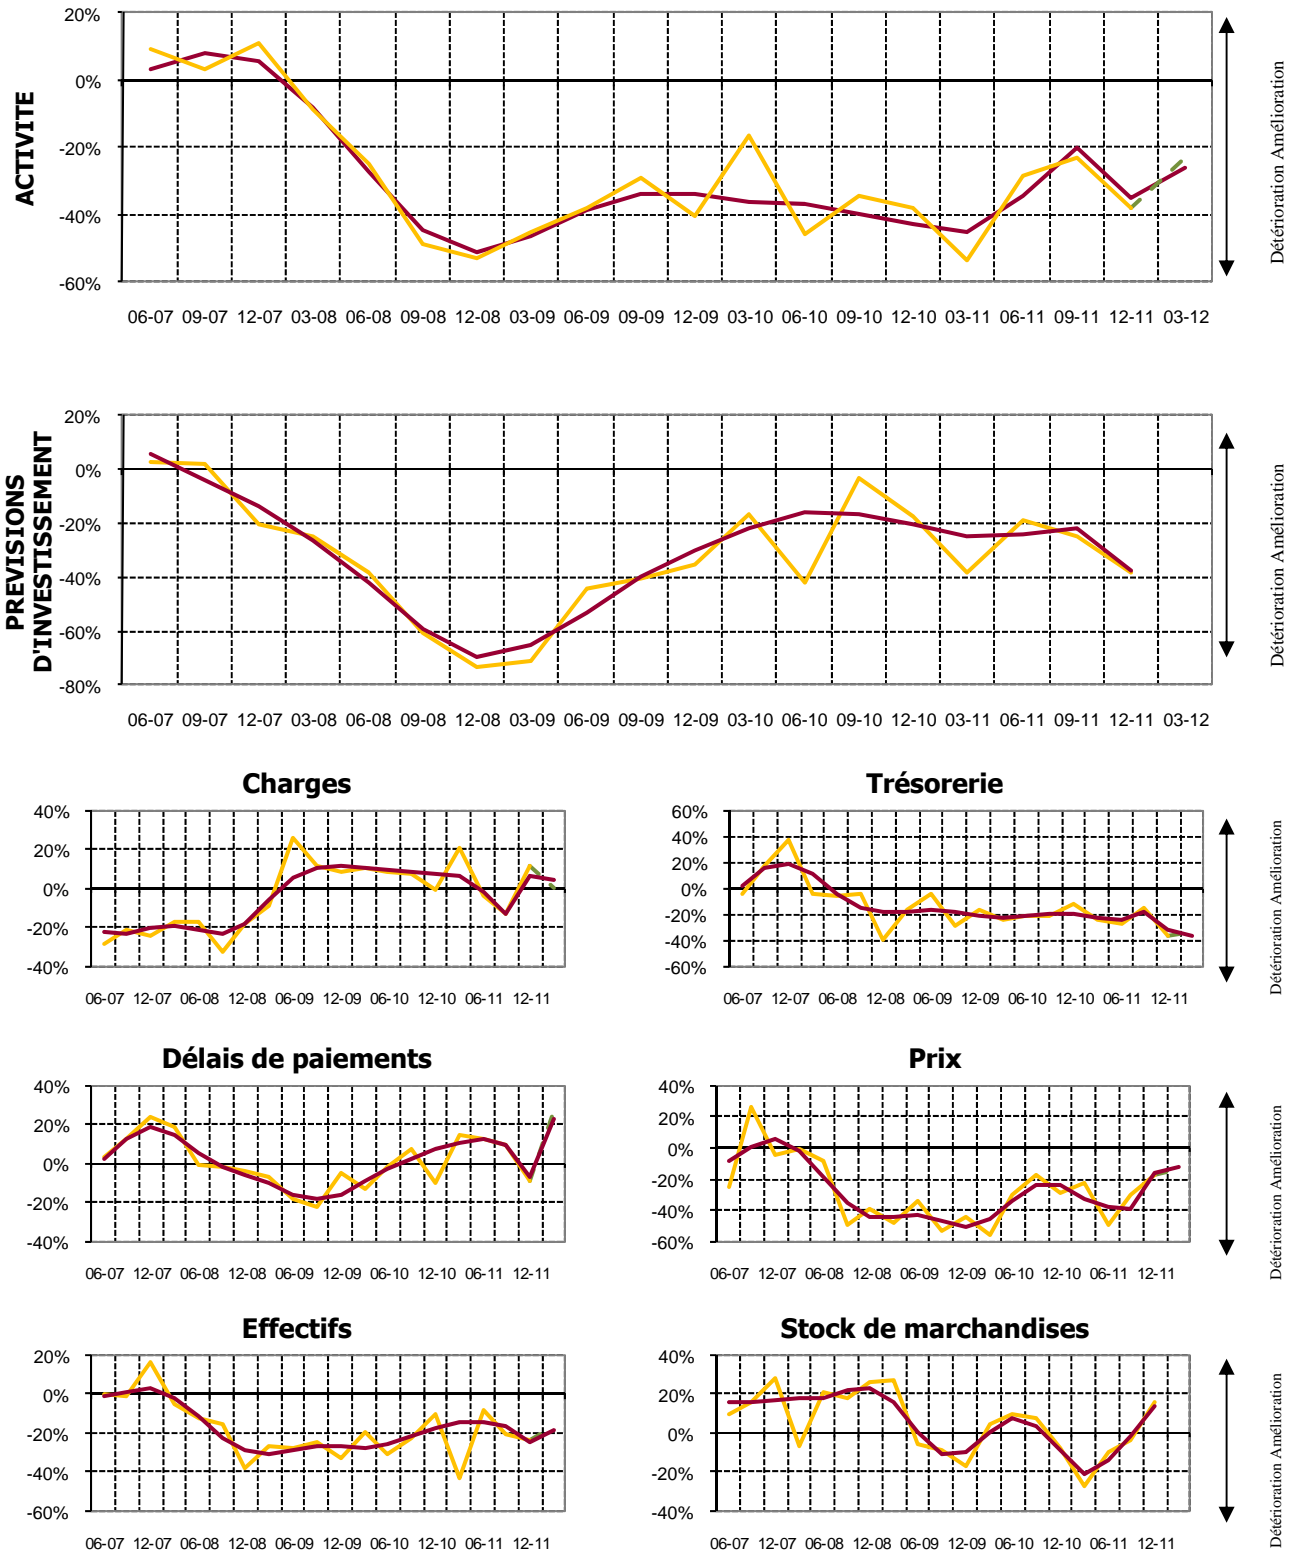 ACTIVITE
20%
0%
-20%
-40%
-60%
06-07 09-07 12-07 03-08 06-08 09-08 12-08 03-09 06-09 09-09 12-09 03-10 06-10 09-10 12-10 03-11 06-11 09-11 12-11 03-12
Détérioration Amélioration
PREVISIONS
D'INVESTISSEMENT
20%
0%
-20%
-40%
-60%
-80%
06-07 09-07 12-07 03-08 06-08 09-08 12-08 03-09 06-09 09-09 12-09 03-10 06-10 09-10 12-10 03-11 06-11 09-11 12-11 03-12
Détérioration Amélioration
Charges
40%
20%
0%
-20%
-40%
06-07 12-07 06-08 12-08 06-09 12-09 06-10 12-10 06-11 12-11
Trésorerie
60%
40%
20%
0%
-20%
-40%
-60%
06-07 12-07 06-08 12-08 06-09 12-09 06-10 12-10 06-11 12-11
Détérioration Amélioration
Délais de paiements
40%
20%
0%
-20%
-40%
06-07 12-07 06-08 12-08 06-09 12-09 06-10 12-10 06-11 12-11
Prix
40%
20%
0%
-20%
-40%
-60%
06-07 12-07 06-08 12-08 06-09 12-09 06-10 12-10 06-11 12-11
Détérioration Amélioration
Effectifs
20%
0%
-20%
-40%
-60%
06-07 12-07 06-08 12-08 06-09 12-09 06-10 12-10 06-11 12-11
Stock de marchandises
40%
20%
0%
-20%
-40%
06-07 12-07 06-08 12-08 06-09 12-09 06-10 12-10 06-11 12-11
Détérioration Amélioration